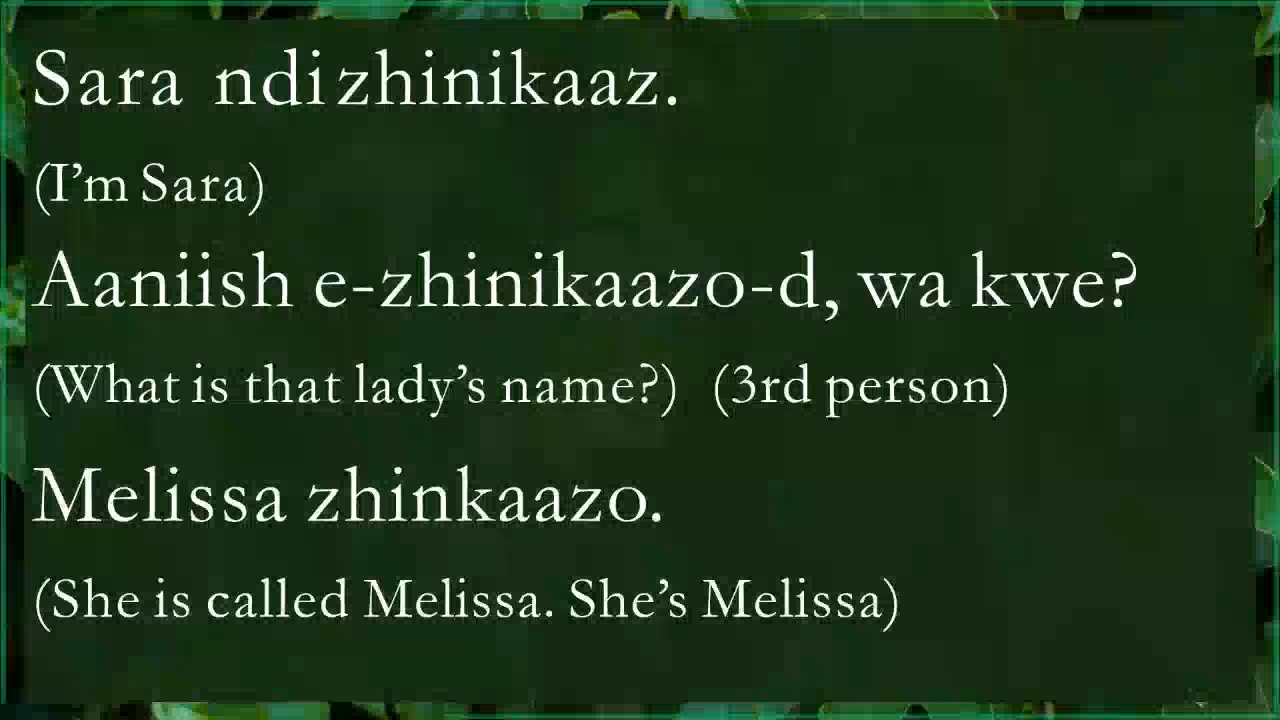 Sara ndizhinikaaz.
(I’m Sara)
Aaniish e-zhinikaazo-d, wa kwe?
(What is that lady’s name?) (3rd person)
Melissa zhinkaazo.
(She is called Melissa. She’s Melissa)